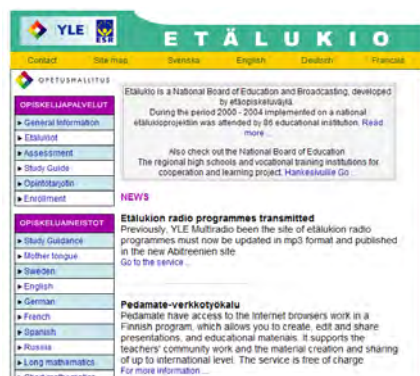 YLE
ESR
ETÄLUKIO
Contact Site map Svenska English Deutsch Francais
OPETUSHALLITUS
OPISKELIJAPALVELUT
General Information
Etälukiot
Assessment
Study Guide
Opintotarjotin
Enrollment
OPISKELUAINEISTOT
Study Guidance
Mother tongue
Sweden
English
German
French
Spanish
Russia
Long mathematics
Short mathematics
Etälukio is a National Board of Education and Broadcasting, developed
by etäopiskeluväylä.
During the period 2000 - 2004 implemented on a national
etälukioprojektiin was attended by 86 educational institution. Read
more ...
Also check out the National Board of Education
The regional high schools and vocational training institutions for
cooperation and learning project. Hankesivuille Go ...
NEWS
Etälukion radio programmes transmitted
Previously, YLE Multiradio been the site of etälukion radio
programmes must now be updated in mp3 format and published
in the new Abitreenien site
Go to the service ...
Pedamate-verkkotyökalu
Pedamate have access to the Internet browsers work in a
Finnish program, which allows you to create, edit and share
presentations, and educational materials. It supports the
teachers' community work and the material creation and sharing
of up to international level. The service is free of charge
For more information ...